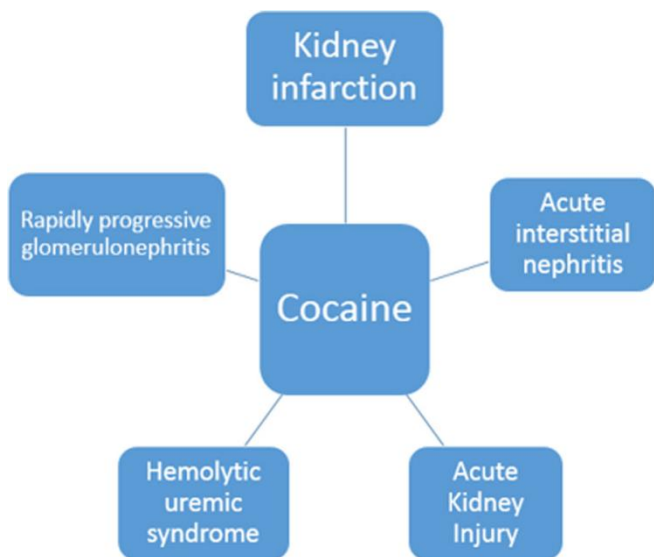 Kidney
infarction
Rapidly progressive
glomerulonephritis
Acute
interstitial
nephritis
Cocaine
Hemolytic
uremic
syndrome
Acute
Kidney
Injury